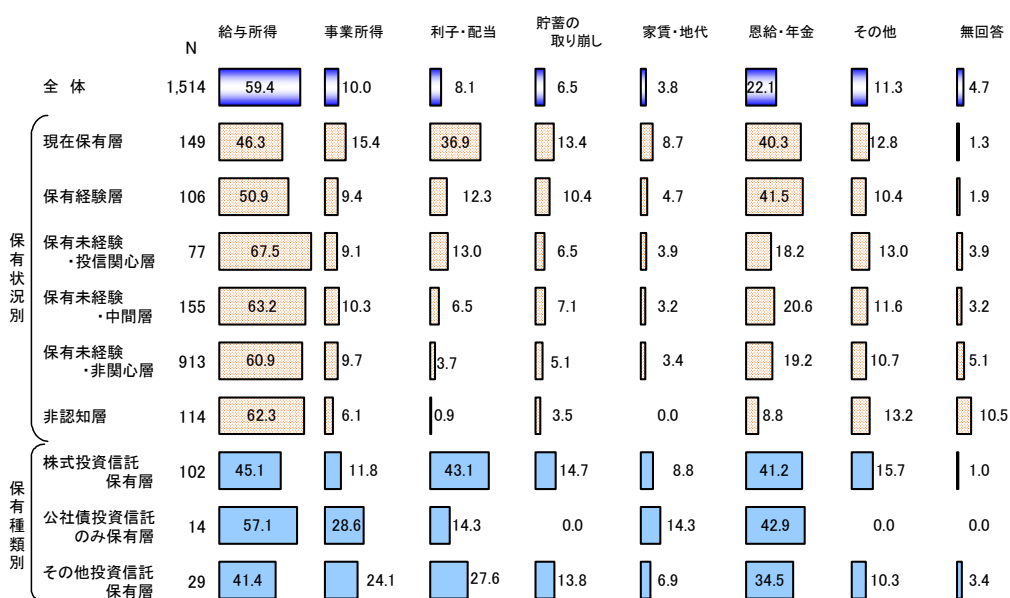 N 給与所得 事業所得 利子・配当 貯蓄の取り崩し 家賃・地代 恩給・年金 その他 無回答
全 体 1,514 59.4 10.0 8.1 6.5 3.8 22.1 11.3 4.7
保有状況別
現在保有層 149 46.3 15.4 36.9 13.4 8.7 40.3 12.8 1.3
保有経験層 106 50.9 9.4 12.3 10.4 4.7 41.5 10.4 1.9
保有未経験
・投信関心層 77 67.5 9.1 13.0 6.5 3.9 18.2 13.0 3.9
保有未経験
・中間層 155 63.2 10.3 6.5 7.1 3.2 20.6 11.6 3.2
保有未経験
・非関心層 913 60.9 9.7 3.7 5.1 3.4 19.2 10.7 5.1
非認知層 114 62.3 6.1 0.9 3.5 0.0 8.8 13.2 10.5
保有種類別
株式投資信託
保有層 102 45.1 11.8 43.1 14.7 8.8 41.2 15.7 1.0
公社債投資信託
のみ保有層 14 57.1 28.6 14.3 0.0 14.3 42.9 0.0 0.0
その他投資信託
保有層 29 41.4 24.1 27.6 13.8 6.9 34.5 10.3 3.4